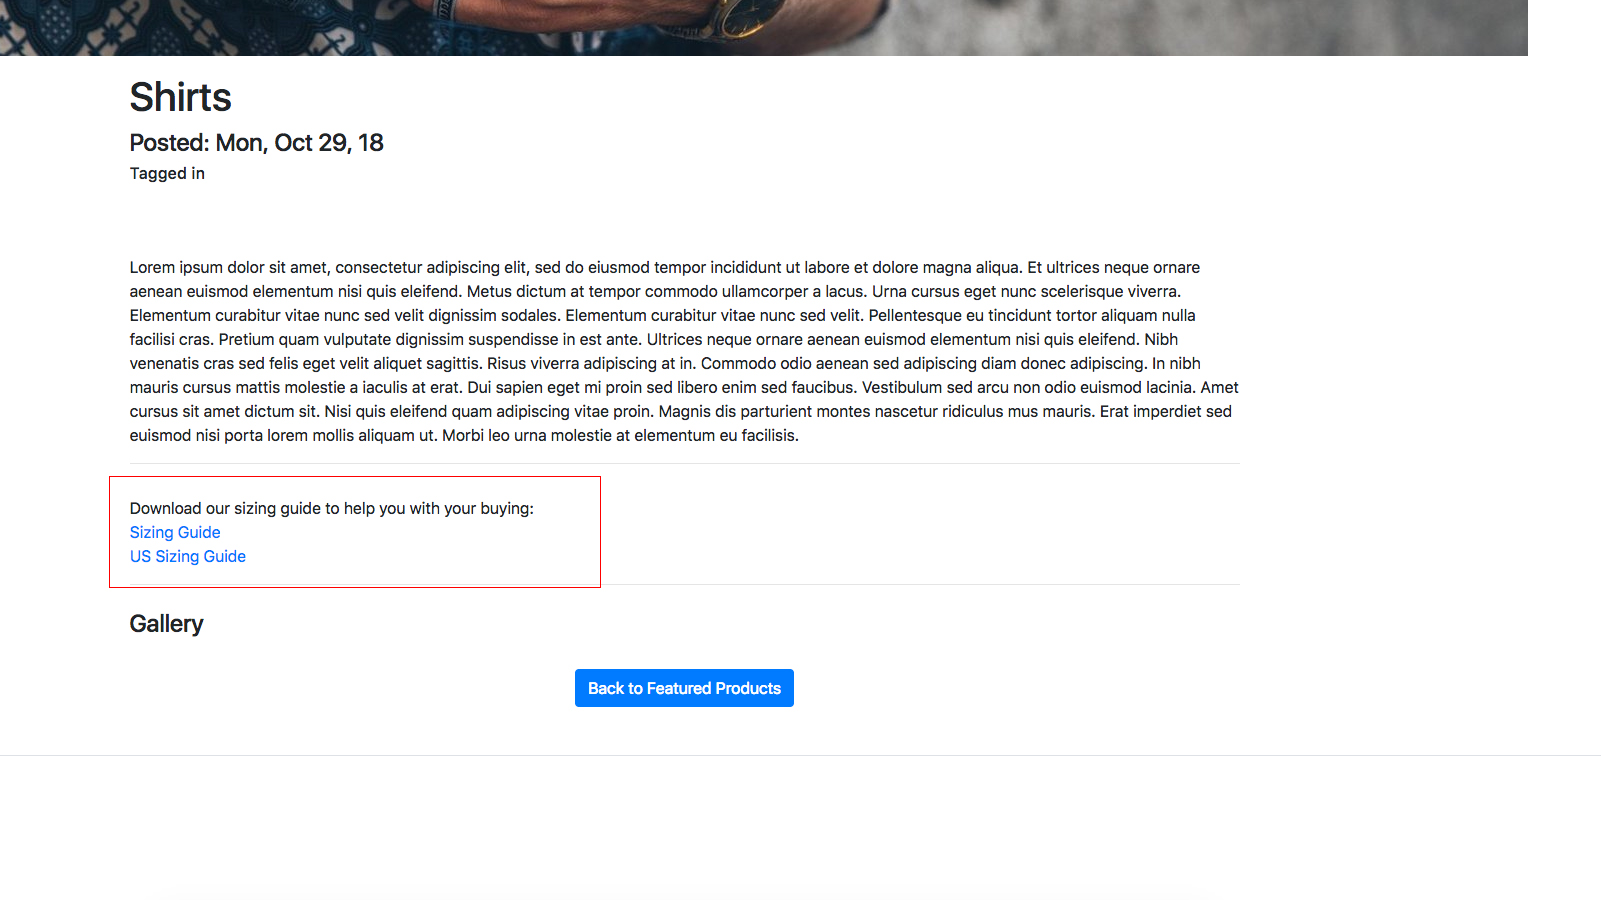 Shirts
Posted: Mon, Oct 29, 18
Tagged in
Lorem ipsum dolor sit amet, consectetur adipiscing elit, sed do eiusmod tempor incididunt ut labore et dolore magna aliqua. Et ultrices neque ornare
aenean euismod elementum nisi quis eleifend. Metus dictum at tempor commodo ullamcorper a lacus. Urna cursus eget nunc scelerisque viverra.
Elementum curabitur vitae nunc sed velit dignissim sodales. Elementum curabitur vitae nunc sed velit. Pellentesque eu tincidunt tortor aliquam nulla
facilisi cras. Pretium quam vulputate dignissim suspendisse in est ante. Ultrices neque ornare aenean euismod elementum nisi quis eleifend. Nibh
venenatis cras sed felis eget velit aliquet sagittis. Risus viverra adipiscing at in. Commodo odio aenean sed adipiscing diam donec adipiscing. In nibh
mauris cursus mattis molestie a iaculis at erat. Dui sapien eget mi proin sed libero enim sed faucibus. Vestibulum sed arcu non odio euismod lacinia. Amet
cursus sit amet dictum sit. Nisi quis eleifend quam adipiscing vitae proin. Magnis dis parturient montes nascetur ridiculus mus mauris. Erat imperdiet sed
euismod nisi porta lorem mollis aliquam ut. Morbi leo urna molestie at elementum eu facilisis.
Download our sizing guide to help you with your buying:
Sizing Guide
US Sizing Guide
Gallery
Back to Featured Products